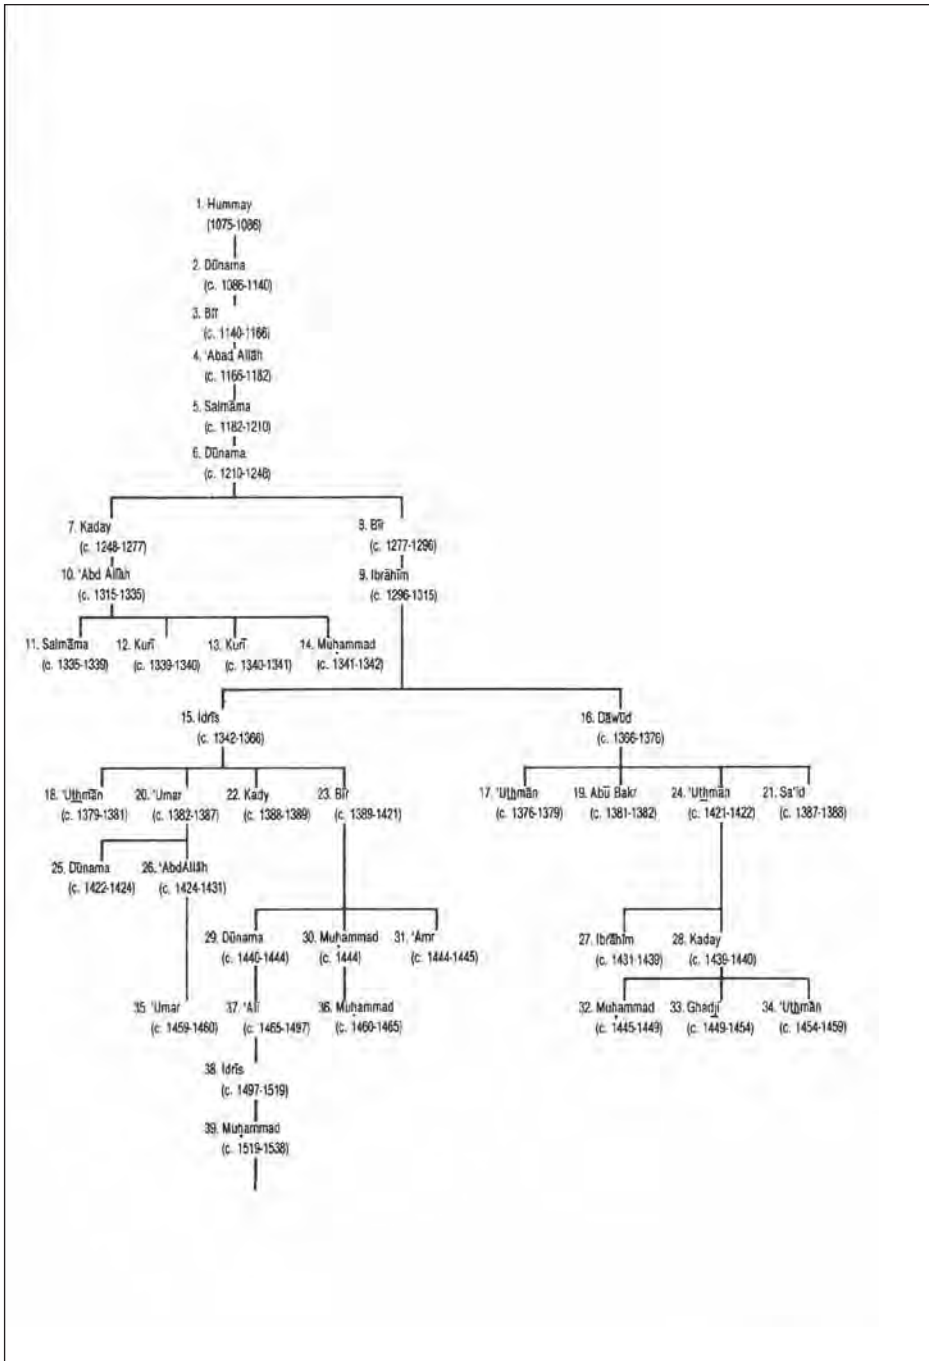 1. Hummay
(1075-1086)
2. Dūnama
(c. 1086-1140)
3. Bīr
(c. 1140-1166)
4. 'Abad Allāh
(c. 1166-1182)
5. Salmāma
(c. 1182-1210)
6. Dūnama
(c. 1210-1248)
7. Kaday
(c. 1248-1277)
10. 'Abd Allāh
(c. 1315-1335)
Bīr
(c. 1277-1296)
9. Ibrāhīm
(c. 1296-1315)
11. Salmāma 12. Kurī 13. Kurī 14. Muḥammad
(c. 1335-1339) (c. 1339-1340) (c. 1340-1341) (c. 1341-1342)
15. Idrīs 16. Dāwūd
(c. 1342-1366) (c. 1366-1376)
18. 'Uthmān 20. 'Umar 22. Kady 23. Bīr 17. 'Uthmān 19. Abū Bakr 24. 'Uthmān 21. Sa'īd
(c. 1379-1381) (c. 1382-1387) (c. 1388-1389) (c. 1389-1421) (c. 1376-1379) (c. 1381-1382) (c. 1421-1422) (c. 1387-1388)
25. Dūnama 26. 'AbdAllāh
(c. 1422-1424) (c. 1424-1431)
29. Dūnama 30. Muḥammad 31. 'Amr 27. Ibrāhīm 28. Kaday
(c. 1440-1444) (c. 1444) (c. 1444-1445) (c. 1431-1439) (c. 1439-1440)
35. 'Umar 37. 'Alī 36. Muḥammad 32. Muḥammad 33. Ghadjī 34. 'Uthmān
(c. 1459-1460) (c. 1465-1497) (c. 1460-1465) (c. 1445-1449) (c. 1449-1454) (c. 1454-1459)
38. Idrīs
(c. 1497-1519)
39. Muḥammad
(c. 1519-1538)